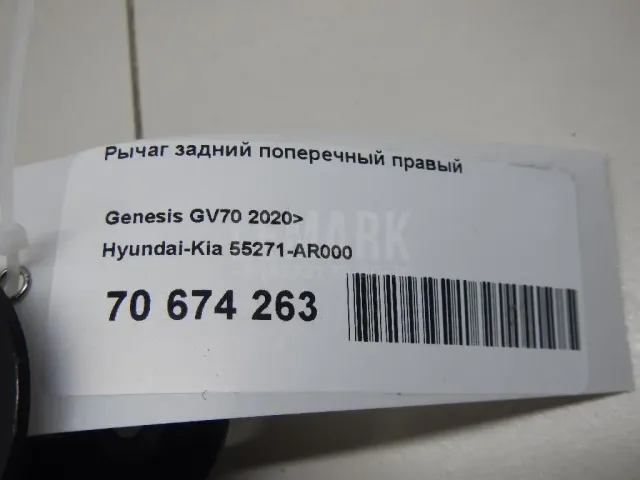 Рычаг задний поперечный правый
Genesis GV70 2020>
Hyundai-Kia 55271-AR000
70 674 263